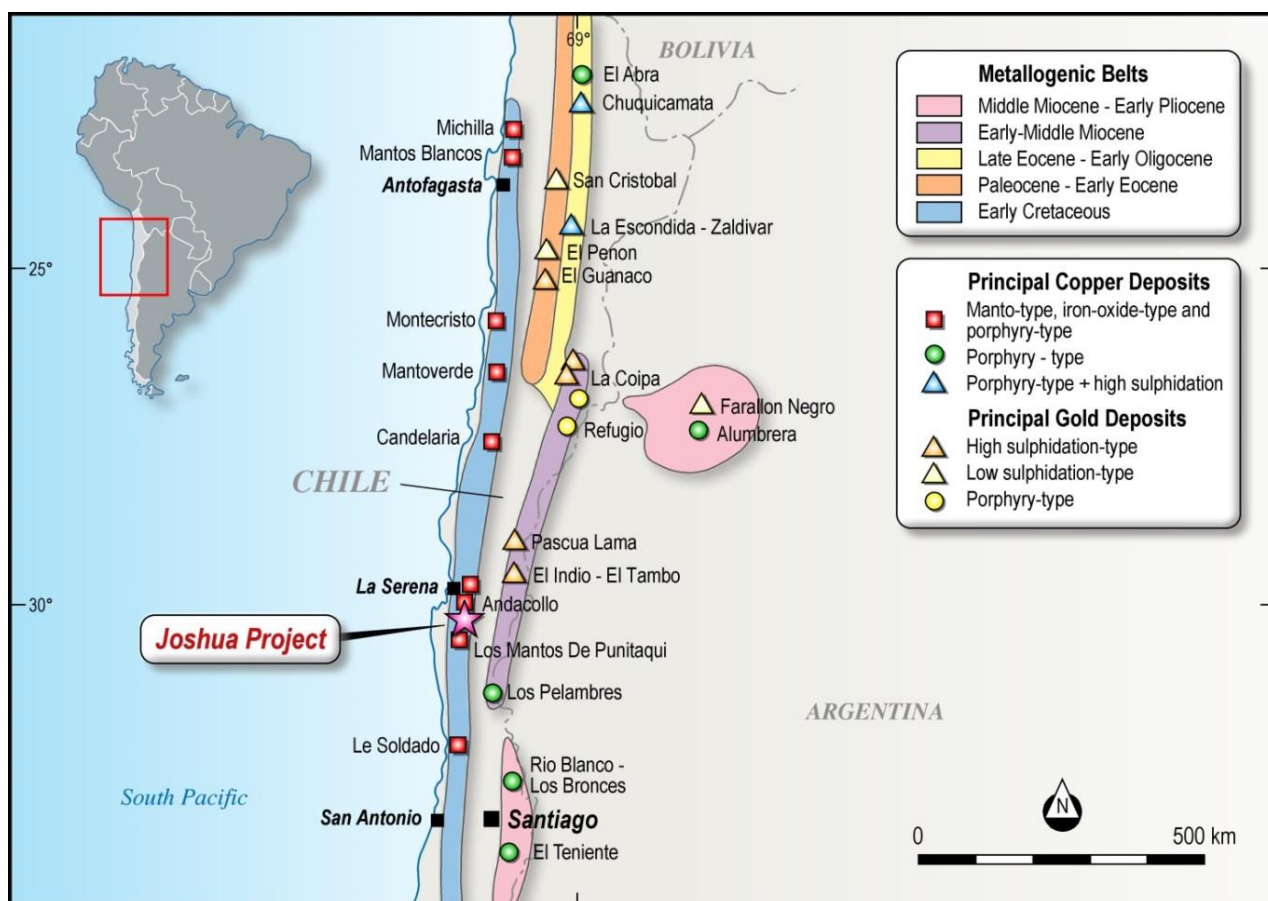 69°
BOLIVIA
El Abra
Chuquicamata
Michilla
Mantos Blancos
Antofagasta
San Cristobal
La Escondida - Zaldivar
El Penon
El Guanaco
25°
Montecristo
Mantoverde
La Coipa
Farallon Negro
Candelaria
Refugio
Alumbrera
CHILE
Pascua Lama
El Indio - El Tambo
La Serena
30°
Andacollo
Joshua Project
Los Mantos De Punitaqui
Los Pelambres
ARGENTINA
Le Soldado
Rio Blanco -
Los Bronces
South Pacific
San Antonio
Santiago
El Teniente
Metallogenic Belts
Middle Miocene - Early Pliocene
Early-Middle Miocene
Late Eocene - Early Oligocene
Paleocene - Early Eocene
Early Cretaceous
Principal Copper Deposits
Manto-type, iron-oxide-type and
porphyry-type
Porphyry - type
Porphyry-type + high sulphidation
Principal Gold Deposits
High sulphidation-type
Low sulphidation-type
Porphyry-type
N
0
500 km